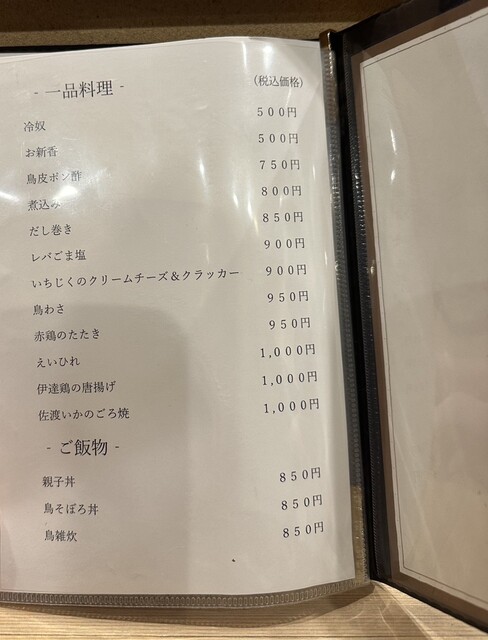 - 一品料理 - (税込価格)
冷奴 500円
お新香 500円
鳥皮ポン酢 750円
煮込み 800円
だし巻き 850円
レバごま塩 900円
いちじくのクリームチーズ&クラッカー 900円
鳥わさ 950円
赤鶏のたたき 950円
えいひれ 1,000円
伊達鶏の唐揚げ 1,000円
佐渡いかのごろ焼 1,000円
- ご飯物 -
親子丼 850円
鳥そぼろ丼 850円
鳥雑炊 850円